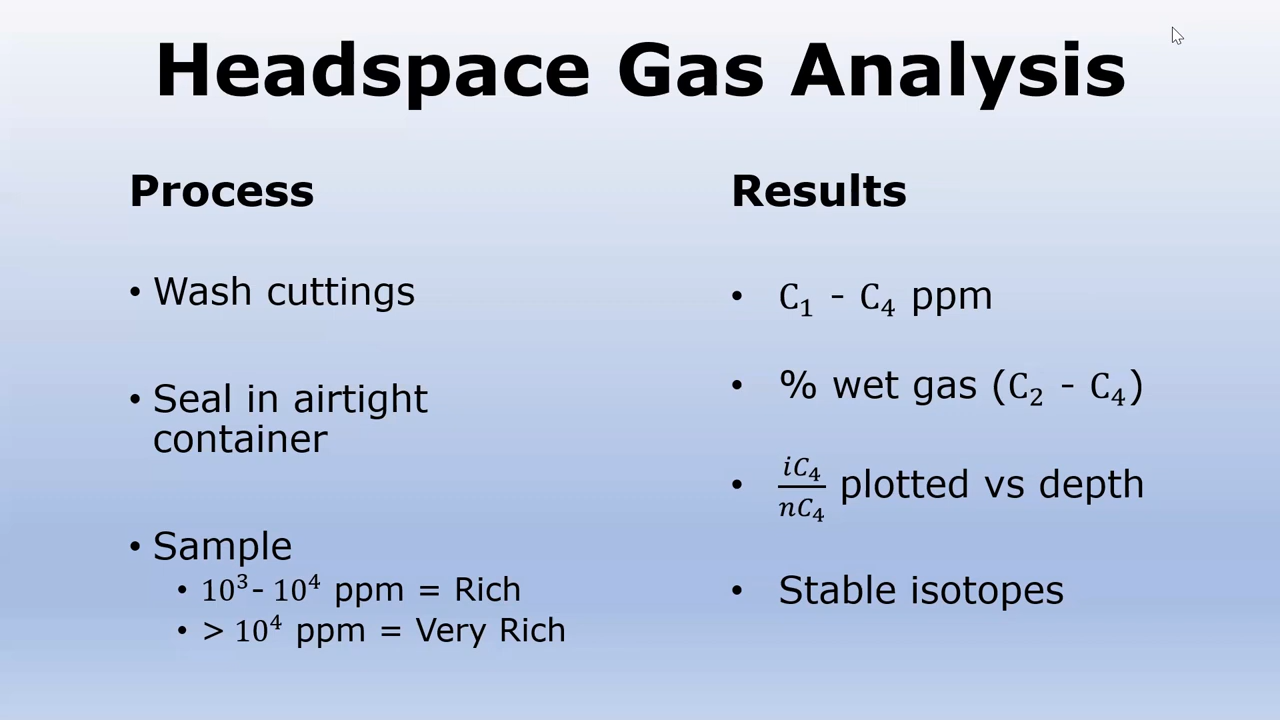 Headspace Gas Analysis
Process
• Wash cuttings
• Seal in airtight
container
• Sample
• 10³- 10⁴ ppm = Rich
• > 10⁴ ppm = Very Rich
Results
• C₁ - C₄ ppm
• % wet gas (C₂ - C₄)
• iC₄/nC₄ plotted vs depth
• Stable isotopes